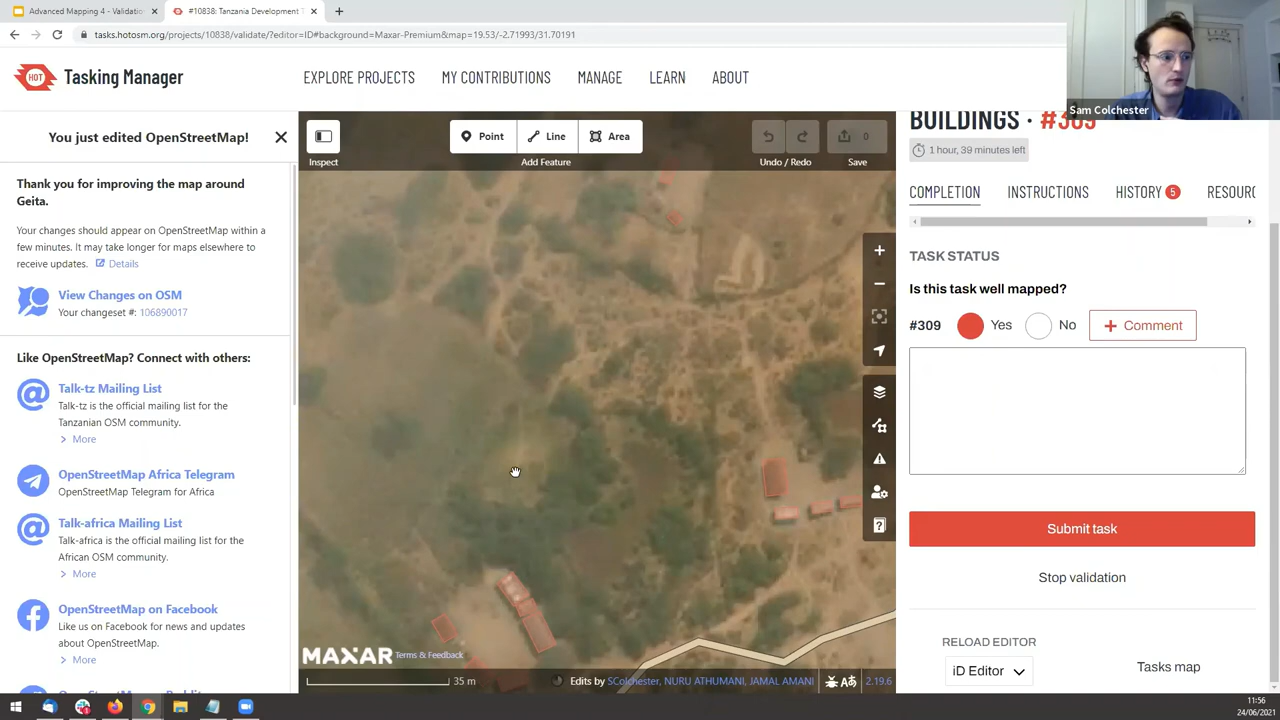 Advanced Mapping 4 - Validatio
#10838: Tanzania Development T
tasks.hotosm.org/projects/10838/validate/?editor=ID#background=Maxar-Premium&map=19.53/-2.71993/31.70191
HOT
Tasking Manager
EXPLORE PROJECTS
MY CONTRIBUTIONS
MANAGE
LEARN
ABOUT
Sam Colchester
You just edited OpenStreetMap!
Thank you for improving the map around
Geita.
Your changes should appear on OpenStreetMap within a
few minutes. It may take longer for maps elsewhere to
receive updates. Details
View Changes on OSM
Your changeset #: 106890017
Like OpenStreetMap? Connect with others:
Talk-tz Mailing List
Talk-tz is the official mailing list for the
Tanzanian OSM community.
> More
OpenStreetMap Africa Telegram
OpenStreetMap Telegram for Africa
Talk-africa Mailing List
Talk-africa is the official mailing list for the
African OSM community.
> More
OpenStreetMap on Facebook
Like us on Facebook for news and updates
about OpenStreetMap.
> More
Inspect
Point
Line
Area
Add Feature
Undo / Redo
0
Save
MAXAR Terms & Feedback
35 m
Edits by SColchester, NURU ATHUMANI, JAMAL AMANI
2.19.6
BUILDINGS · #309
1 hour, 39 minutes left
COMPLETION
INSTRUCTIONS
HISTORY 5
RESOURC
TASK STATUS
Is this task well mapped?
#309
Yes
No
+ Comment
Submit task
Stop validation
RELOAD EDITOR
iD Editor
Tasks map
11:56
24/06/2021